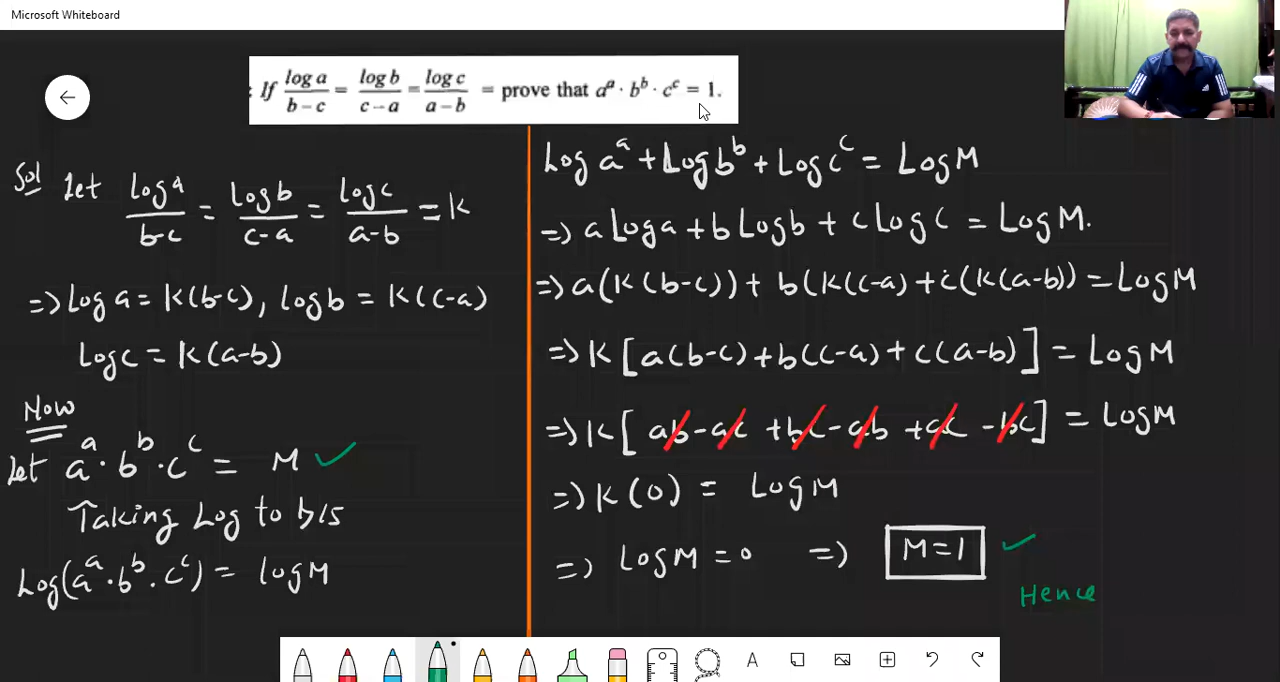 Microsoft Whiteboard
: If log a / b – c = log b / c – a = log c / a – b = prove that a^a · b^b · c^c = 1.
Sol Let log a / b-c = log b / c-a = log c / a-b = K
=> log a = K(b-c), log b = K(c-a)
log c = K(a-b)
Now
Let a^a · b^b · c^c = M ✓
Taking Log to b/s
Log(a^a · b^b · c^c) = log M
Log a^a + Log b^b + Log c^c = Log M
=> a Log a + b Log b + c Log c = Log M.
=> a(K(b-c)) + b(K(c-a) + c(K(a-b)) = Log M
=> K[a(b-c) + b(c-a) + c(a-b)] = Log M
=> K[ab - ac + bc - ab + ac - bc] = Log M
=> K(0) = Log M
=> Log M = 0 => M = 1 ✓
Hence
A